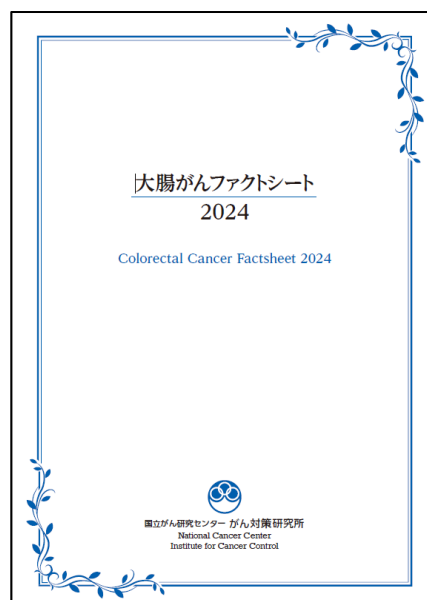 大腸がんファクトシート
2024
Colorectal Cancer Factsheet 2024
国立がん研究センター がん対策研究所
National Cancer Center
Institute for Cancer Control